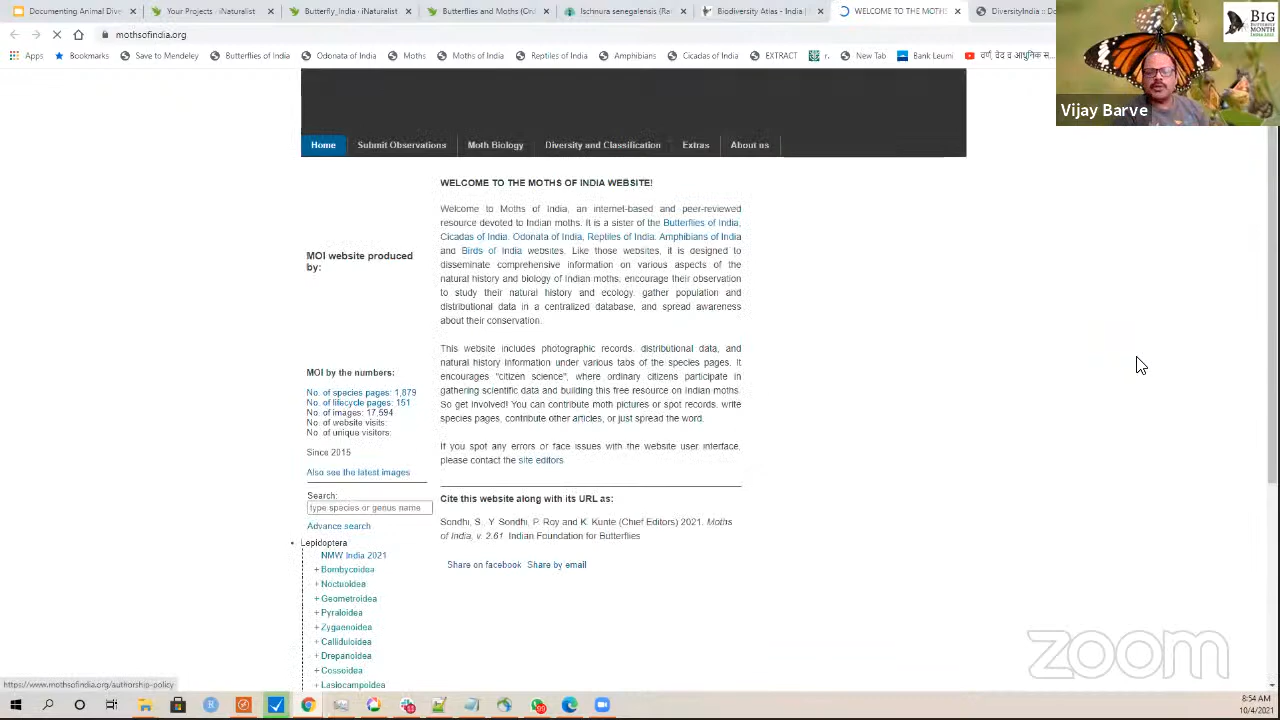 Documenting Animal Diversi
Your Projects · iNaturalist
Butterfly_India · iNaturalist
Butterflies and Moths (Ord
Ischnura senegalensis (Ram
Biodiversity Atlas - India |
WELCOME TO THE MOTHS
DiversityIndia :: Do
mothsofindia.org
Apps
Bookmarks
Save to Mendeley
Butterflies of India
Odonata of India
Moths
Moths of India
Reptiles of India
Amphibians
Cicadas of India
EXTRACT
r.
New Tab
Bank Leumi
BIG
BUTTERFLY
MONTH
INDIA 2021
Vijay Barve
Home
Submit Observations
Moth Biology
Diversity and Classification
Extras
About us
WELCOME TO THE MOTHS OF INDIA WEBSITE!
Welcome to Moths of India, an internet-based and peer-reviewed
resource devoted to Indian moths. It is a sister of the Butterflies of India,
Cicadas of India, Odonata of India, Reptiles of India, Amphibians of India
and Birds of India websites. Like those websites, it is designed to
disseminate comprehensive information on various aspects of the
natural history and biology of Indian moths, encourage their observation
to study their natural history and ecology, gather population and
distributional data in a centralized database, and spread awareness
about their conservation.
This website includes photographic records, distributional data, and
natural history information under various tabs of the species pages. It
encourages "citizen science", where ordinary citizens participate in
gathering scientific data and building this free resource on Indian moths.
So get involved! You can contribute moth pictures or spot records, write
species pages, contribute other articles, or just spread the word.
If you spot any errors or face issues with the website user interface,
please contact the site editors
Cite this website along with its URL as:
Sondhi, S., Y. Sondhi, P. Roy and K. Kunte (Chief Editors) 2021. Moths
of India, v. 2.61. Indian Foundation for Butterflies
Share on facebook Share by email
MOI website produced
by:
MOI by the numbers:
No. of species pages: 1,879
No. of lifecycle pages: 151
No. of images: 17,594
No. of website visits:
No. of unique visitors:
Since 2015
Also see the latest images
Search:
type species or genus name
Advance search
Lepidoptera
NMW India 2021
+ Bombycoidea
+ Noctuoidea
+ Geometroidea
+ Pyraloidea
+ Zygaenoidea
+ Calliduloidea
+ Drepanoidea
+ Cossoidea
+ Lasiocampoidea
https://www.mothsofindia.org/authorship-policy
zoom
8:54 AM
10/4/2021